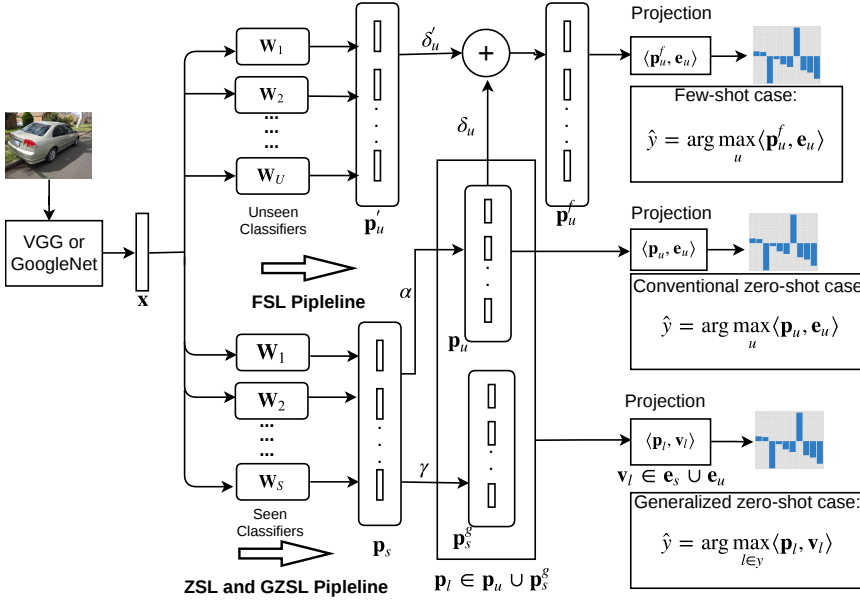 VGG or
GoogleNet
x
W_1
W_2
...
...
W_U
Unseen
Classifiers
FSL Pipleline
p'_u
δ'_u
+
δ_u
p_u^f
Projection
⟨p_u^f, e_u⟩
Few-shot case:
ŷ = arg max_u ⟨p_u^f, e_u⟩
W_1
W_2
...
...
W_S
Seen
Classifiers
ZSL and GZSL Pipleline
p_s
α
γ
p_u
p_s^g
p_l ∈ p_u ∪ p_s^g
Projection
⟨p_u, e_u⟩
Conventional zero-shot case
ŷ = arg max_u ⟨p_u, e_u⟩
Projection
⟨p_l, v_l⟩
v_l ∈ e_s ∪ e_u
Generalized zero-shot case:
ŷ = arg max_{l∈y} ⟨p_l, v_l⟩